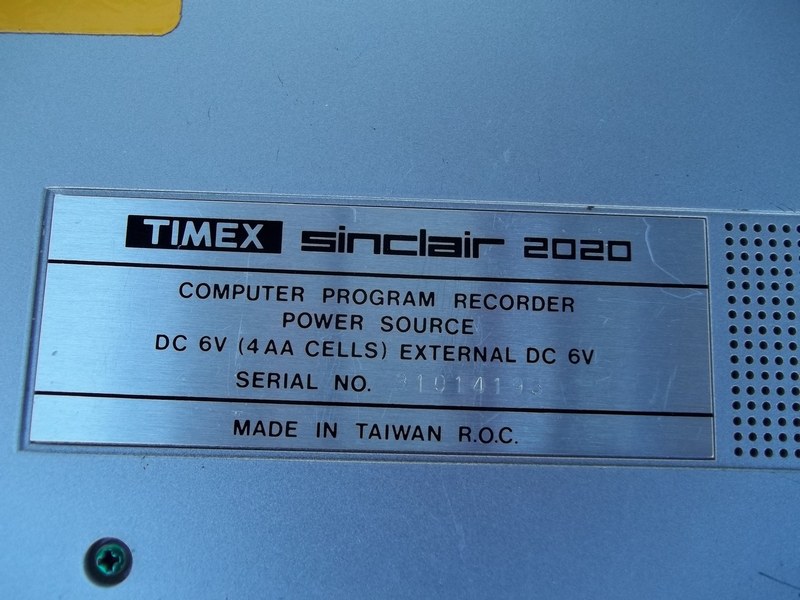 TIMEX sinclair 2020
COMPUTER PROGRAM RECORDER
POWER SOURCE
DC 6V (4 AA CELLS) EXTERNAL DC 6V
SERIAL NO.
MADE IN TAIWAN R.O.C.